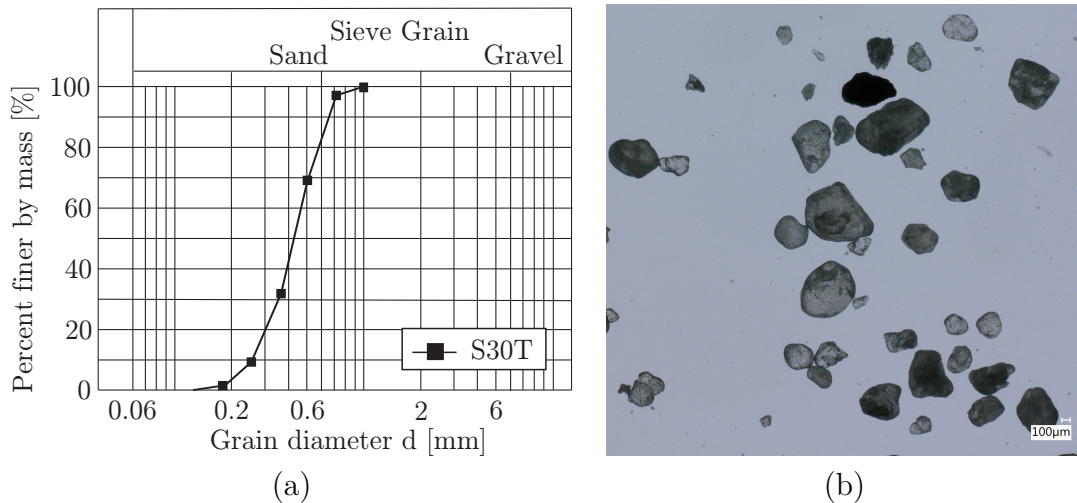 Sieve Grain
Sand Gravel
Percent finer by mass [%]
100
80
60
40
20
0
S30T
0.06 0.2 0.6 2 6
Grain diameter d [mm]
100µm
(a) (b)